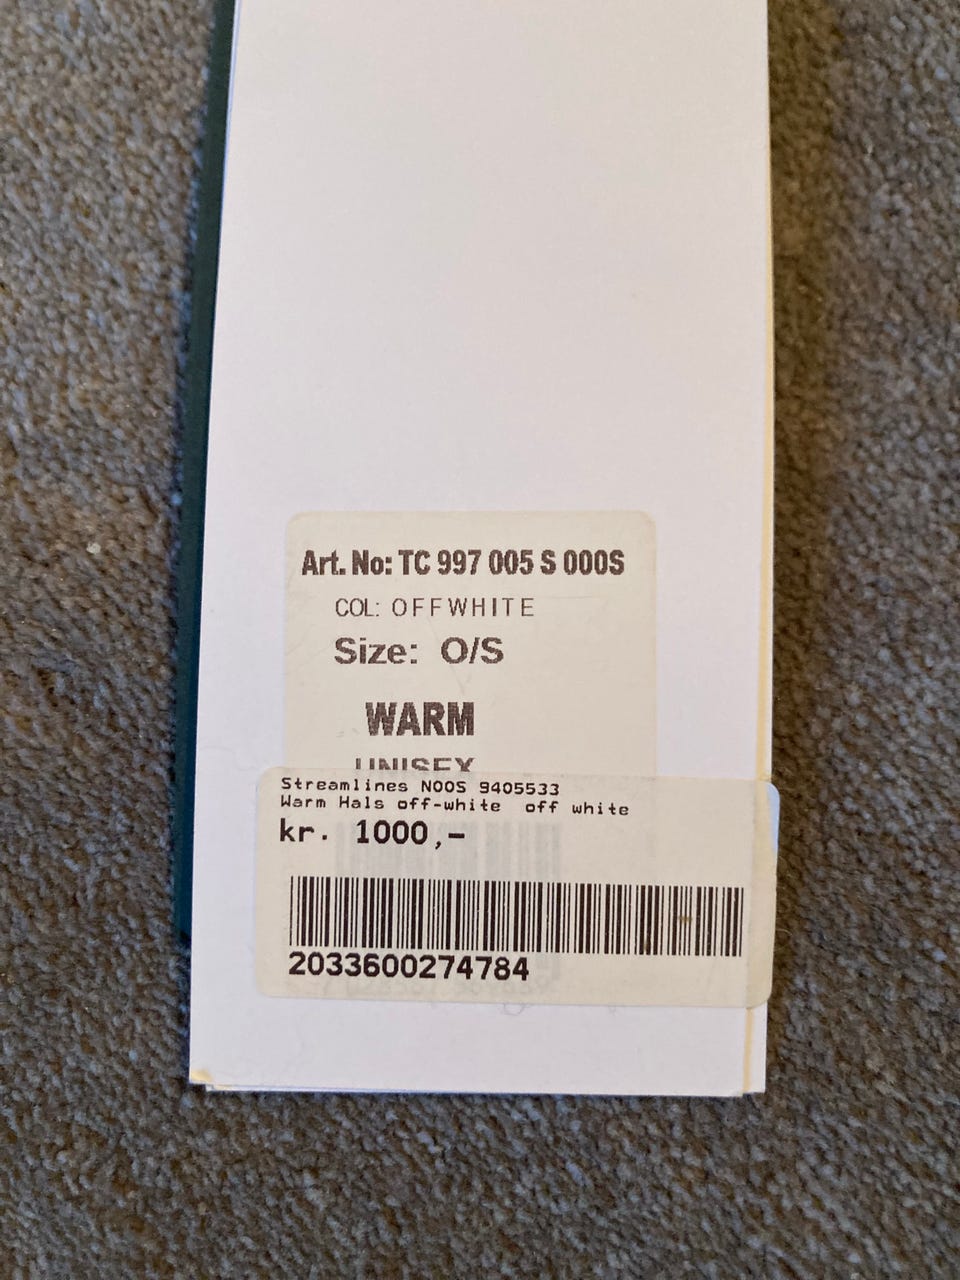 Art. No: TC 997 005 S 000S
COL: OFFWHITE
Size: O/S
WARM
UNISEX
Streamlines NOOS 9405533
Warm Hals off-white off white
kr. 1000,-
2033600274784